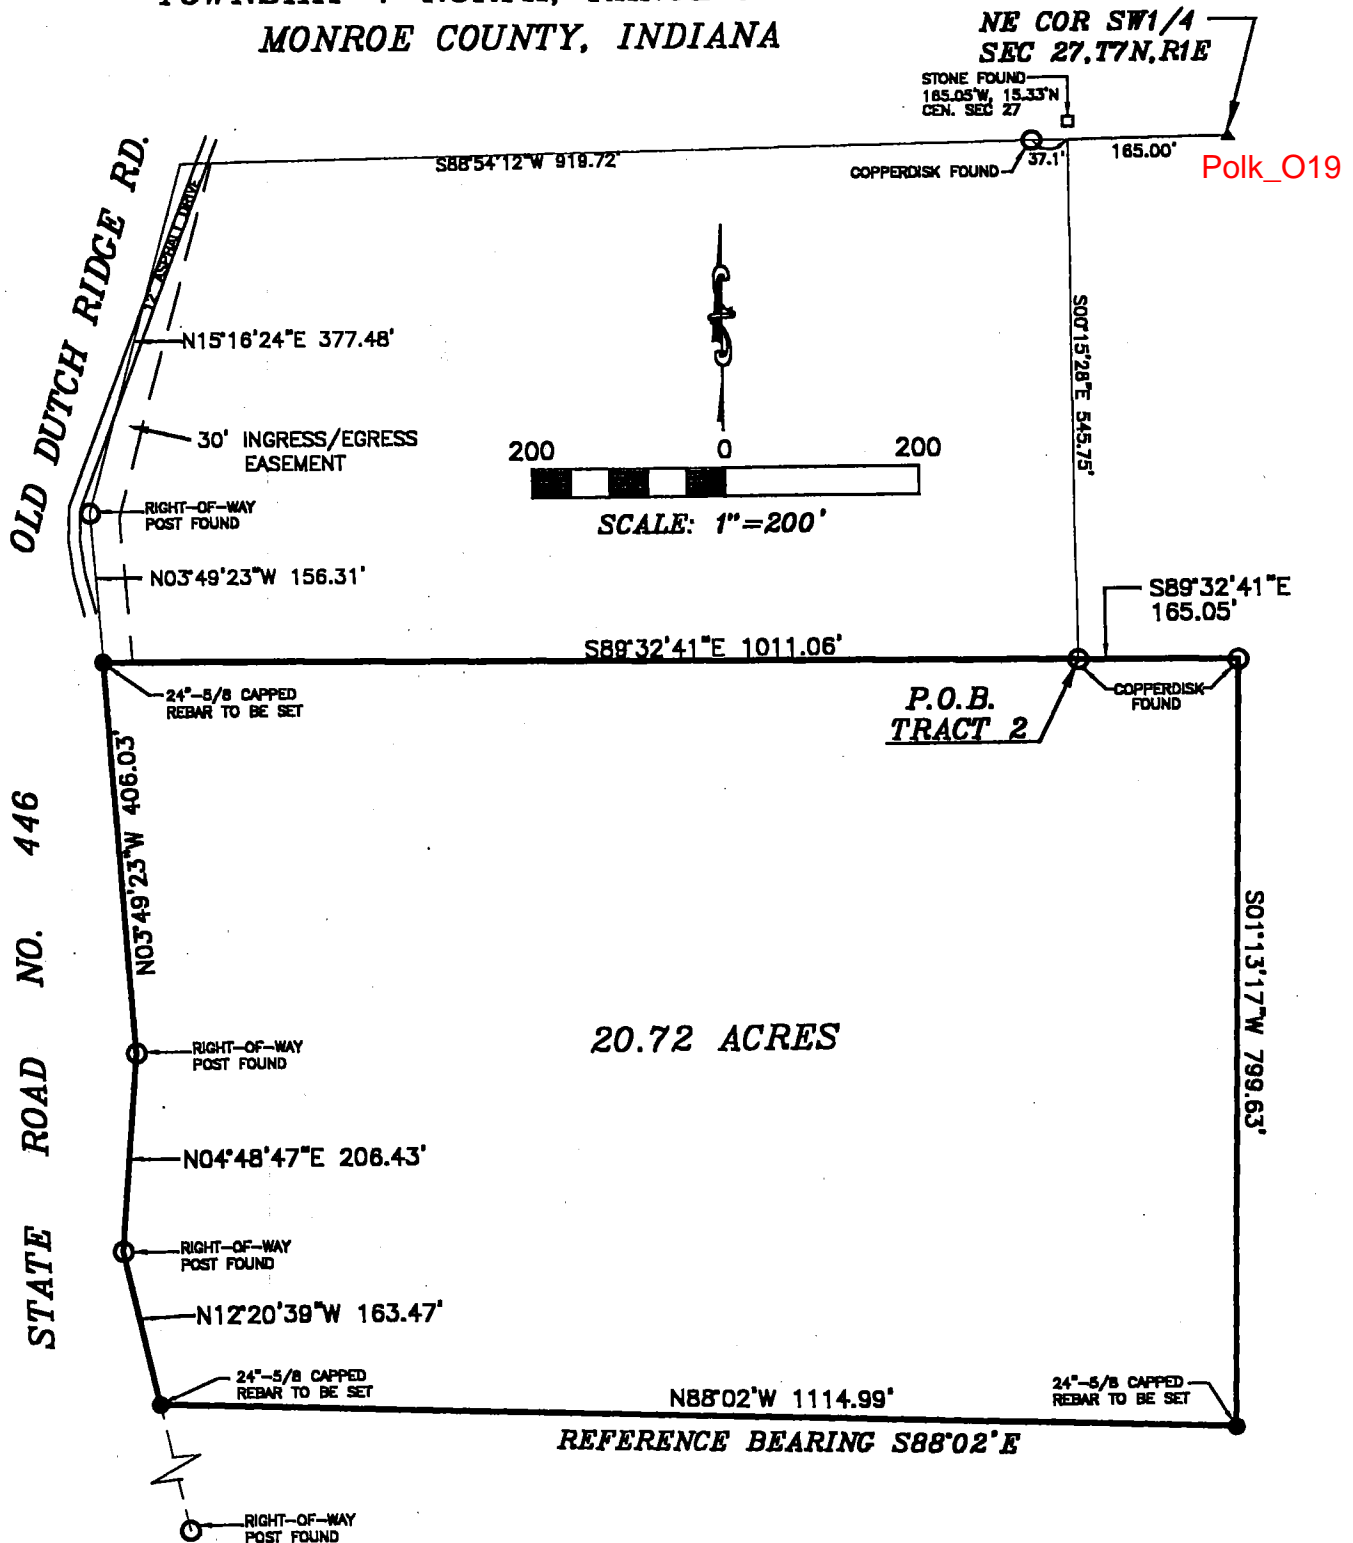 MONROE COUNTY, INDIANA
NE COR SW1/4
SEC 27,T7N,R1E
STONE FOUND
165.05'W, 15.33'N
CEN. SEC 27
S88°54'12"W 919.72'
COPPERDISK FOUND
37.1'
165.00'
Polk_O19
OLD DUTCH RIDGE RD.
12' ASPHALT DRIVE
N15°16'24"E 377.48'
S00°15'28"E 545.75'
30' INGRESS/EGRESS
EASEMENT
200 0 200
SCALE: 1"=200'
RIGHT-OF-WAY
POST FOUND
N03°49'23"W 156.31'
S89°32'41"E
165.05'
S89°32'41"E 1011.06'
24"-5/8 CAPPED
REBAR TO BE SET
P.O.B.
TRACT 2
COPPERDISK
FOUND
N03°49'23"W 406.03'
STATE ROAD NO. 446
S01°13'17"W 799.63'
20.72 ACRES
RIGHT-OF-WAY
POST FOUND
N04°48'47"E 206.43'
RIGHT-OF-WAY
POST FOUND
N12°20'39"W 163.47'
24"-5/8 CAPPED
REBAR TO BE SET
N88°02'W 1114.99'
24"-5/8 CAPPED
REBAR TO BE SET
REFERENCE BEARING S88°02'E
RIGHT-OF-WAY
POST FOUND